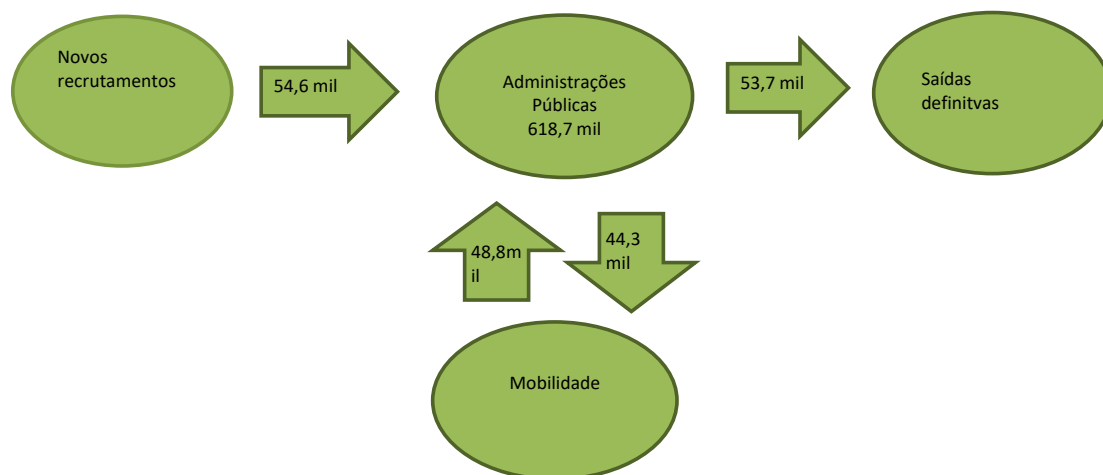 Novos
recrutamentos
54,6 mil
Administrações
Públicas
618,7 mil
53,7 mil
Saídas
definitvas
48,8m
il
44,3
mil
Mobilidade